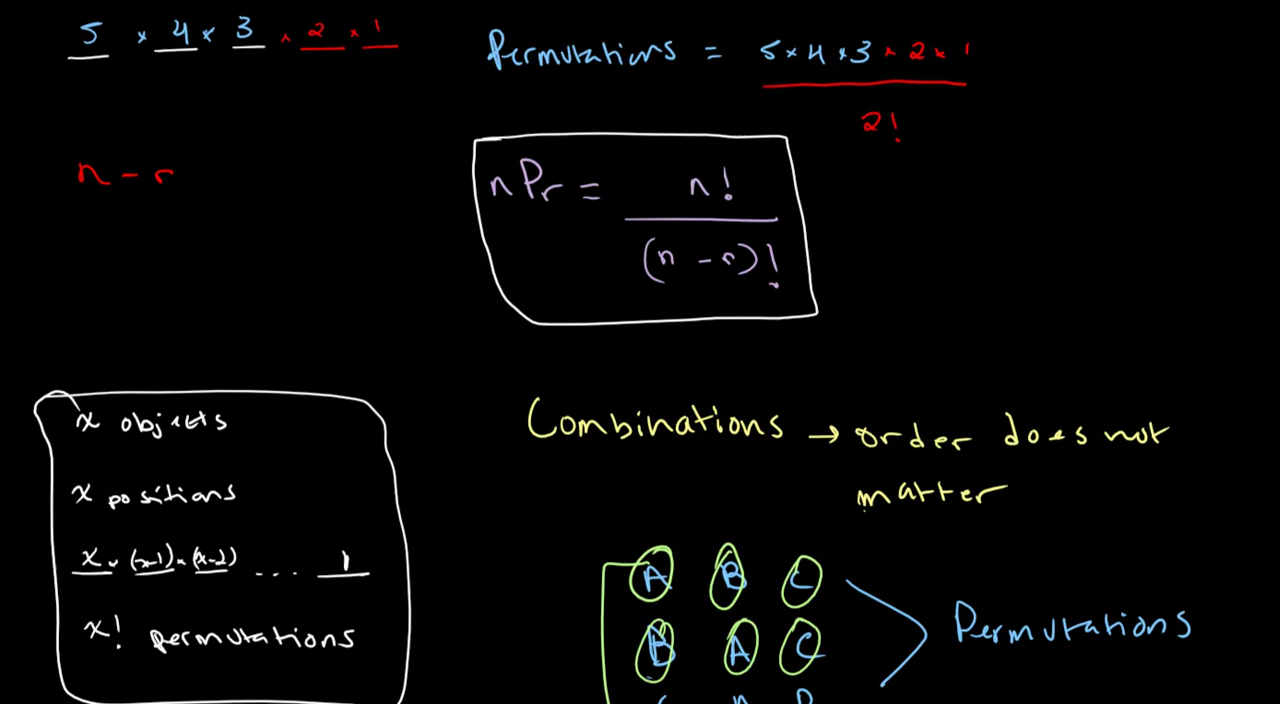 5 × 4 × 3 × 2 × 1
Permutations = 5 × 4 × 3 × 2 × 1
2!
n - r
nPr = n!
(n - r)!
x objects
x positions
x × (x-1) × (x-2) ... 1
x! permutations
Combinations → order does not
matter
A B C
B A C
Permutations